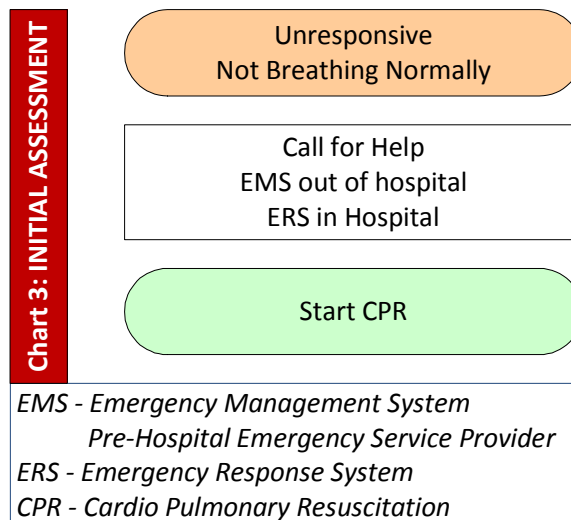 Chart 3: INITIAL ASSESSMENT
Unresponsive
Not Breathing Normally
Call for Help
EMS out of hospital
ERS in Hospital
Start CPR
EMS - Emergency Management System
Pre-Hospital Emergency Service Provider
ERS - Emergency Response System
CPR - Cardio Pulmonary Resuscitation